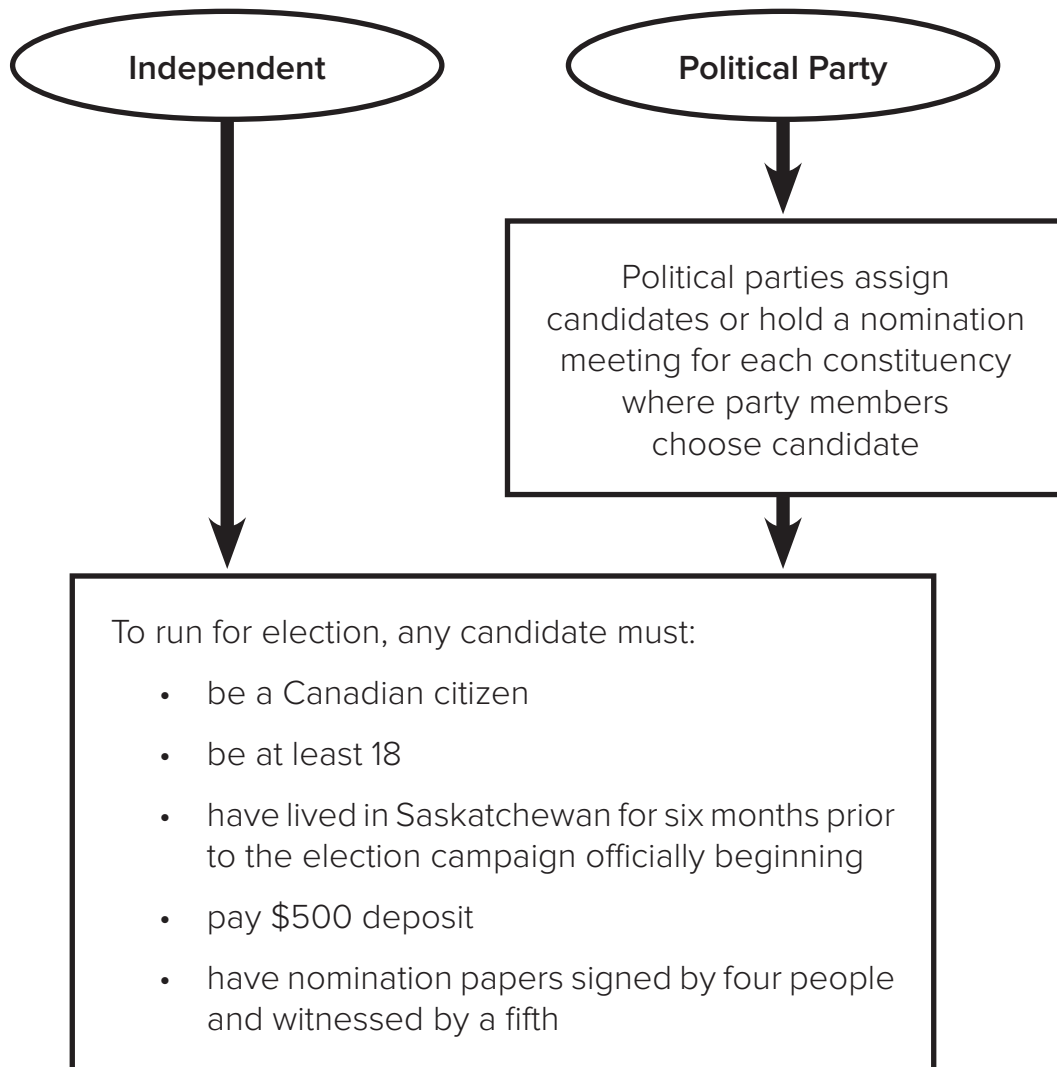 Independent
Political Party
Political parties assign
candidates or hold a nomination
meeting for each constituency
where party members
choose candidate
To run for election, any candidate must:
• be a Canadian citizen
• be at least 18
• have lived in Saskatchewan for six months prior
to the election campaign officially beginning
• pay $500 deposit
• have nomination papers signed by four people
and witnessed by a fifth